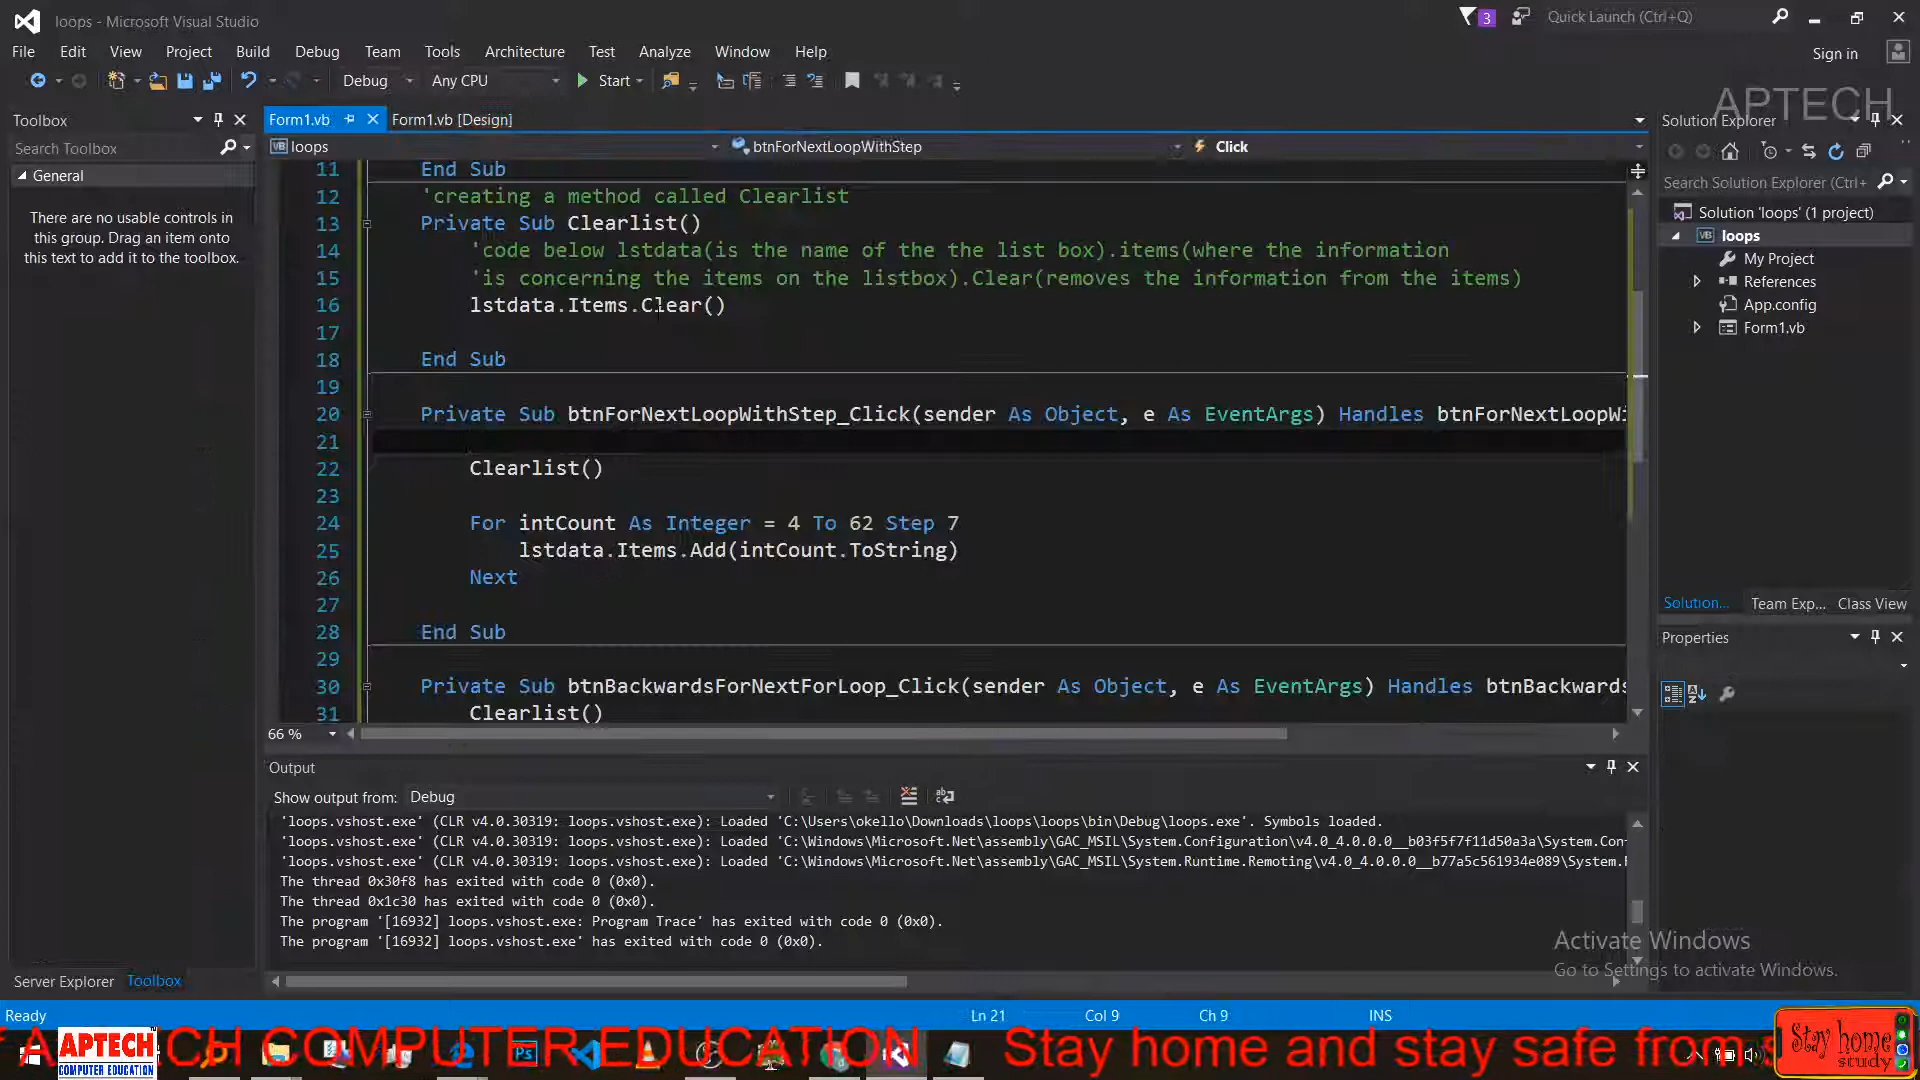 loops - Microsoft Visual Studio
3
Quick Launch (Ctrl+Q)
File Edit View Project Build Debug Team Tools Architecture Test Analyze Window Help
Sign in
Debug Any CPU Start
APTECH
Toolbox
Form1.vb Form1.vb [Design]
Solution Explorer
Search Toolbox
loops btnForNextLoopWithStep Click
General
There are no usable controls in
this group. Drag an item onto
this text to add it to the toolbox.
11 End Sub
12 'creating a method called Clearlist
13 Private Sub Clearlist()
14 'code below lstdata(is the name of the the list box).items(where the information
15 'is concerning the items on the listbox).Clear(removes the information from the items)
16 lstdata.Items.Clear()
17
18 End Sub
19
20 Private Sub btnForNextLoopWithStep_Click(sender As Object, e As EventArgs) Handles btnForNextLoopWi
21
22 Clearlist()
23
24 For intCount As Integer = 4 To 62 Step 7
25 lstdata.Items.Add(intCount.ToString)
26 Next
27
28 End Sub
29
30 Private Sub btnBackwardsForNextForLoop_Click(sender As Object, e As EventArgs) Handles btnBackwards
31 Clearlist()
66 %
Search Solution Explorer (Ctrl+
Solution 'loops' (1 project)
VB loops
My Project
References
App.config
Form1.vb
Solution... Team Exp... Class View
Properties
Output
Show output from: Debug
'loops.vshost.exe' (CLR v4.0.30319: loops.vshost.exe): Loaded 'C:\Users\okello\Downloads\loops\loops\bin\Debug\loops.exe'. Symbols loaded.
'loops.vshost.exe' (CLR v4.0.30319: loops.vshost.exe): Loaded 'C:\Windows\Microsoft.Net\assembly\GAC_MSIL\System.Configuration\v4.0_4.0.0.0__b03f5f7f11d50a3a\System.Con
'loops.vshost.exe' (CLR v4.0.30319: loops.vshost.exe): Loaded 'C:\Windows\Microsoft.Net\assembly\GAC_MSIL\System.Runtime.Remoting\v4.0_4.0.0.0__b77a5c561934e089\System.R
The thread 0x30f8 has exited with code 0 (0x0).
The thread 0x1c30 has exited with code 0 (0x0).
The program '[16932] loops.vshost.exe: Program Trace' has exited with code 0 (0x0).
The program '[16932] loops.vshost.exe' has exited with code 0 (0x0).
Activate Windows
Go to Settings to activate Windows.
Server Explorer Toolbox
Ready Ln 21 Col 9 Ch 9 INS
APTECH COMPUTER EDUCATION Stay home and stay safe from
APTECH
COMPUTER EDUCATION
Ps
Stay home
study